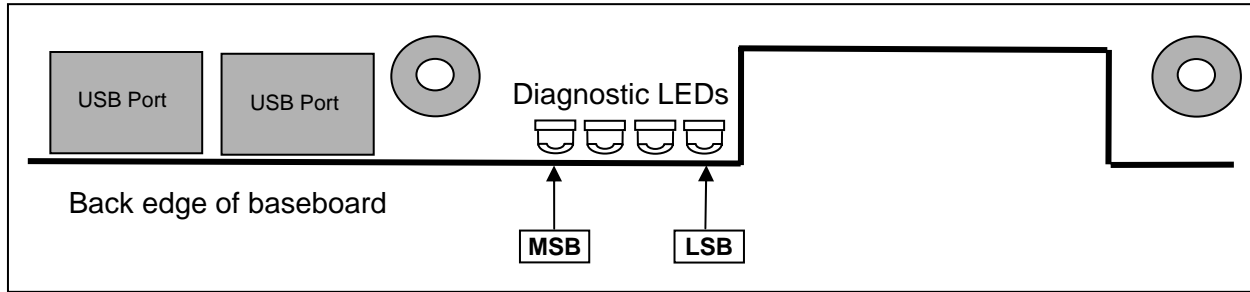 USB Port
USB Port
Diagnostic LEDs
Back edge of baseboard
MSB
LSB